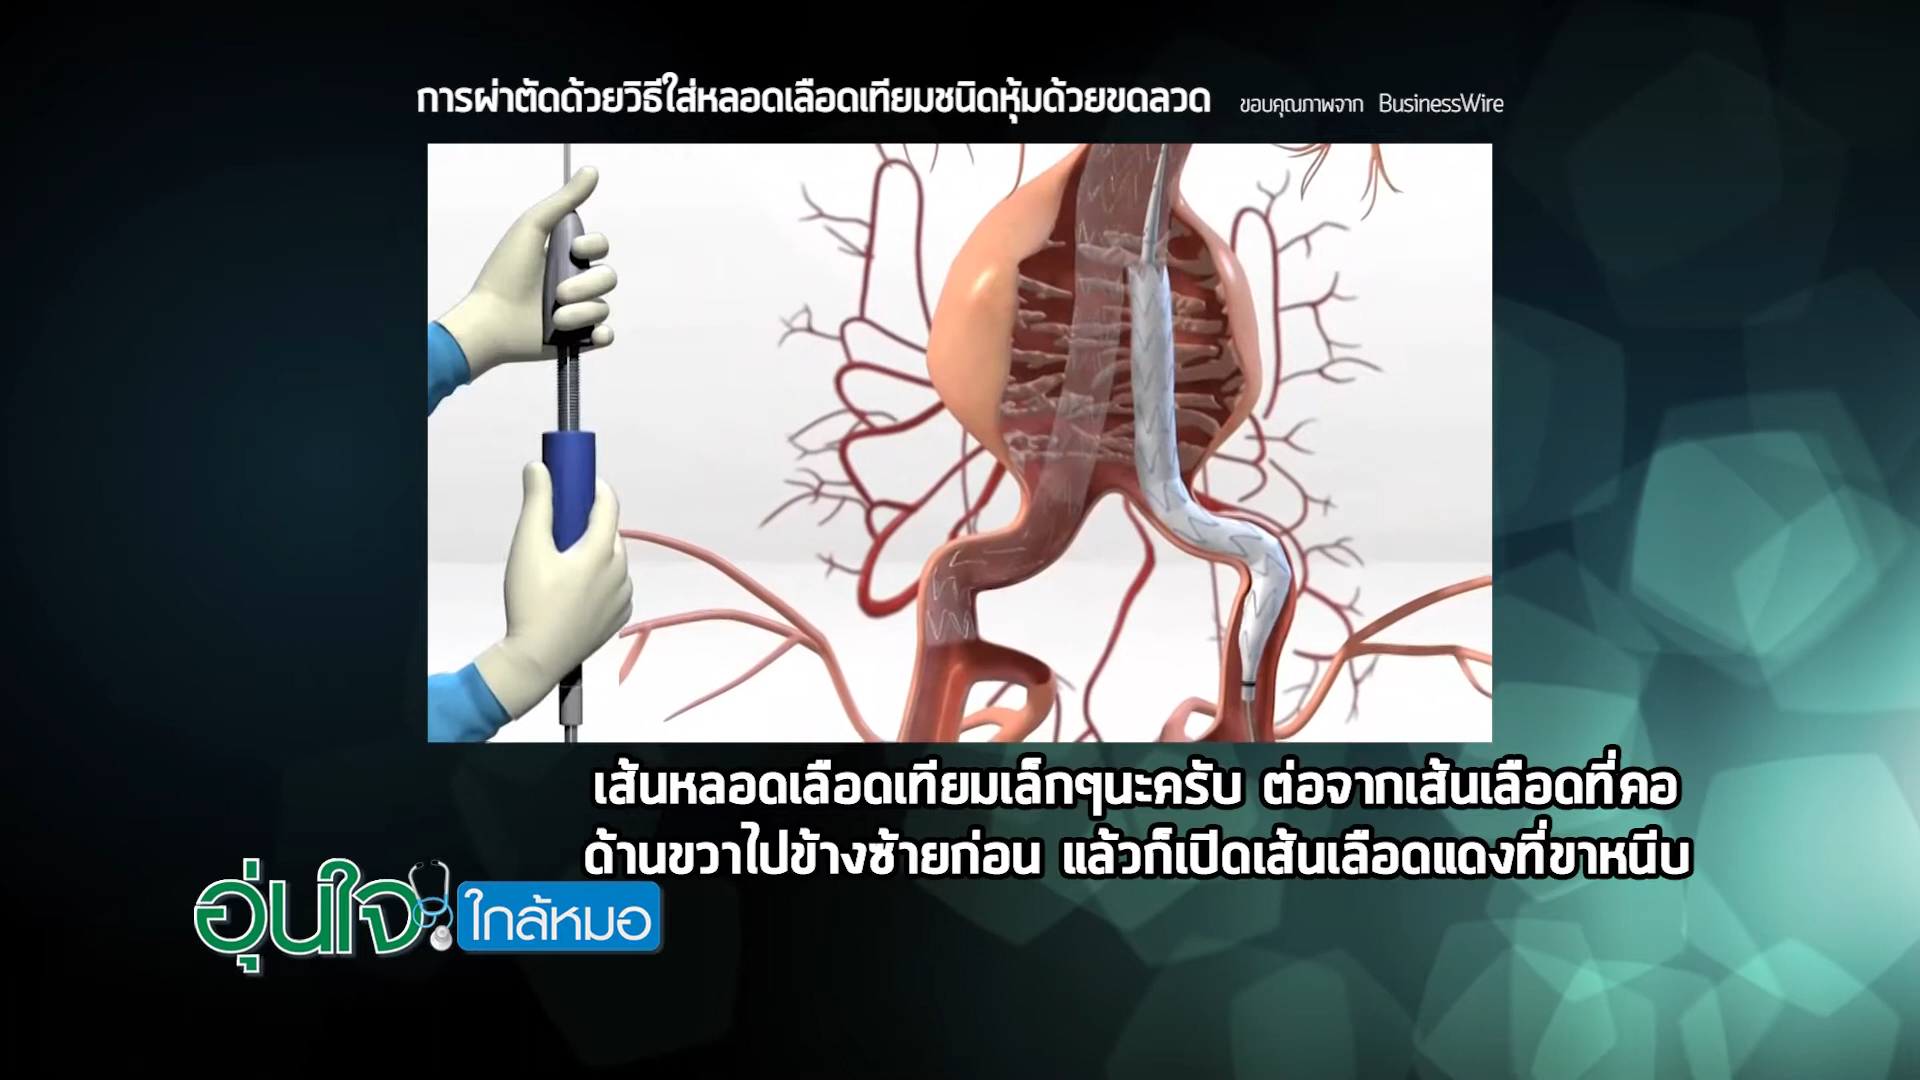 การผ่าตัดด้วยวิธีใส่หลอดเลือดเทียมชนิดหุ้มด้วยขดลวด ขอบคุณภาพจาก BusinessWire
เส้นหลอดเลือดเทียมเล็กๆนะครับ ต่อจากเส้นเลือดที่คอ
ด้านขวาไปข้างซ้ายก่อน แล้วก็เปิดเส้นเลือดแดงที่ขาหนีบ
อุ่นใจ
ใกล้หมอ